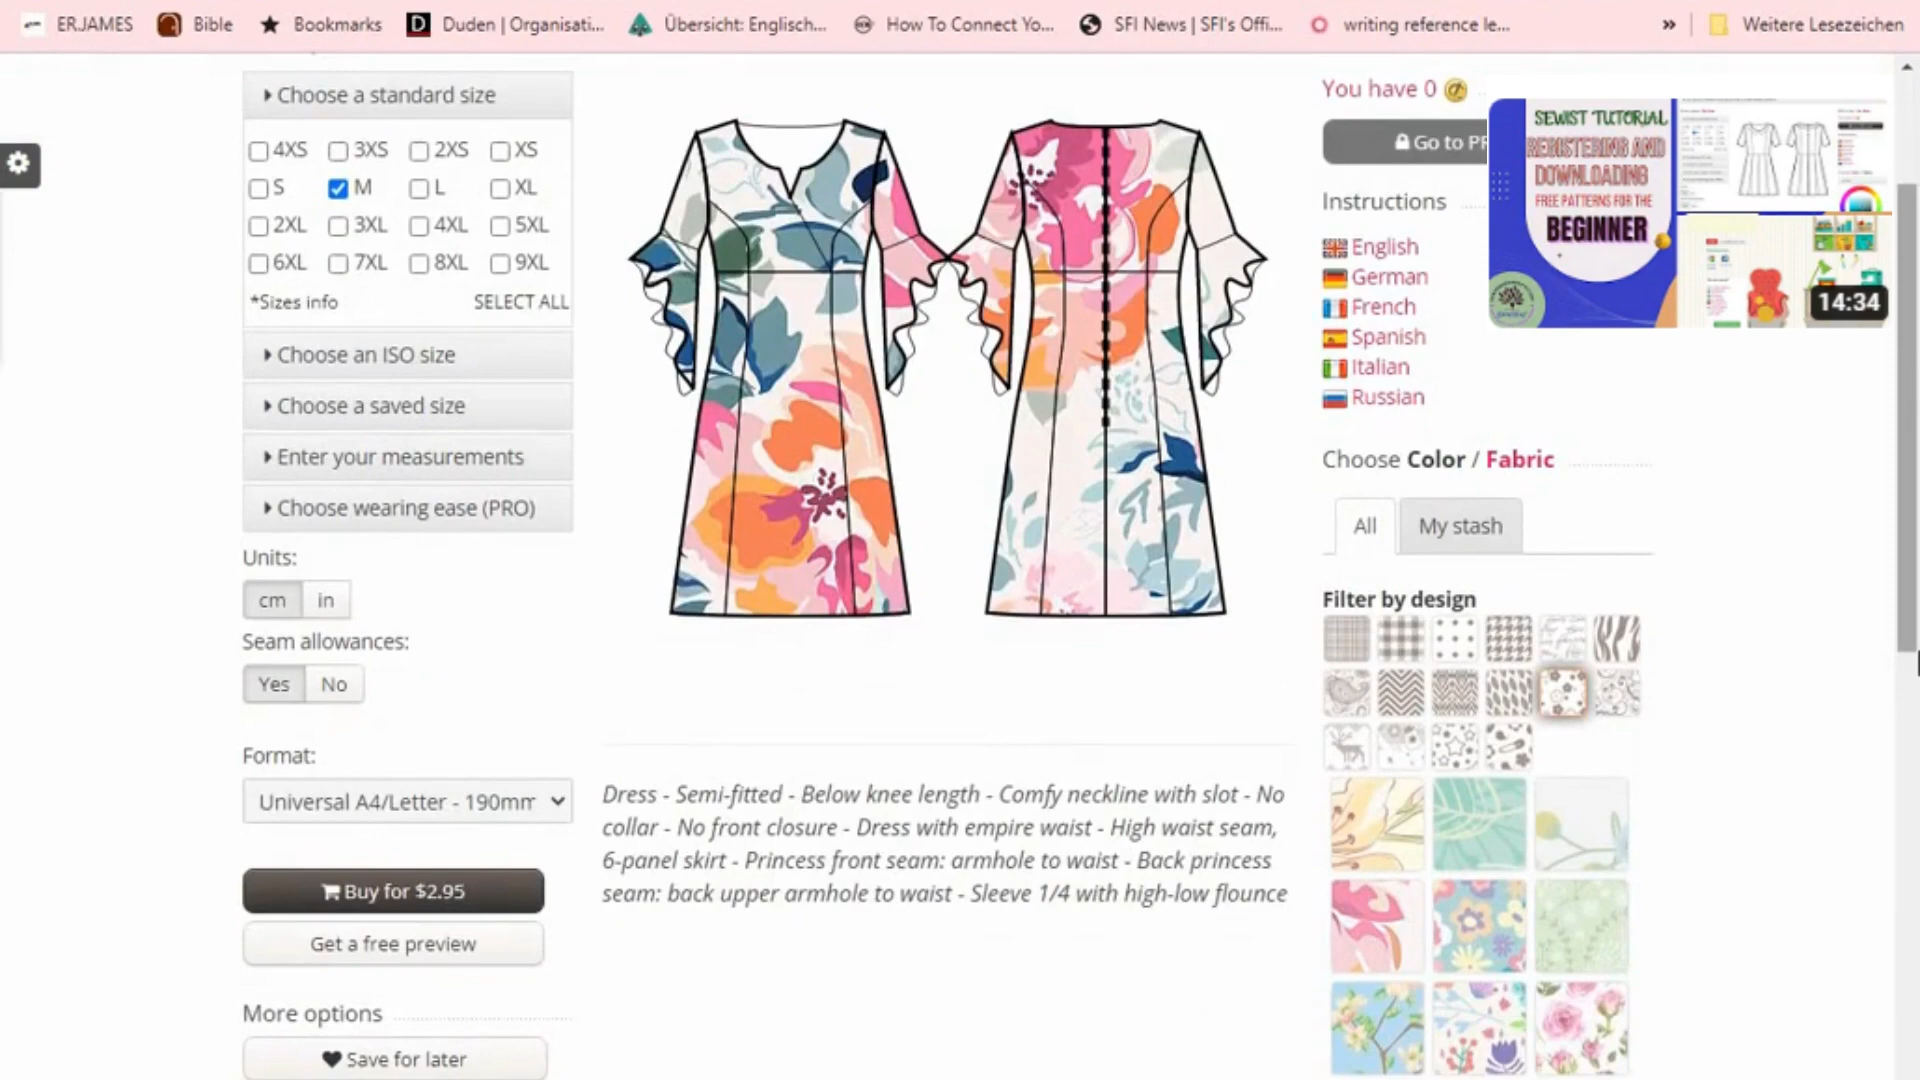 ER.JAMES
Bible
Bookmarks
Duden | Organisati...
Übersicht: Englisch...
How To Connect Yo...
SFI News | SFI's Offi...
writing reference le...
»
Weitere Lesezeichen
Choose a standard size
4XS 3XS 2XS XS
S M L XL
2XL 3XL 4XL 5XL
6XL 7XL 8XL 9XL
*Sizes info SELECT ALL
Choose an ISO size
Choose a saved size
Enter your measurements
Choose wearing ease (PRO)
Units:
cm in
Seam allowances:
Yes No
Format:
Universal A4/Letter - 190mm
Buy for $2.95
Get a free preview
More options
Save for later
Dress - Semi-fitted - Below knee length - Comfy neckline with slot - No
collar - No front closure - Dress with empire waist - High waist seam,
6-panel skirt - Princess front seam: armhole to waist - Back princess
seam: back upper armhole to waist - Sleeve 1/4 with high-low flounce
You have 0
Go to PR
Instructions
English
German
French
Spanish
Italian
Russian
Choose Color / Fabric
All My stash
Filter by design
SEWIST TUTORIAL
REGISTERING AND
DOWNLOADING
FREE PATTERNS FOR THE
BEGINNER
14:34